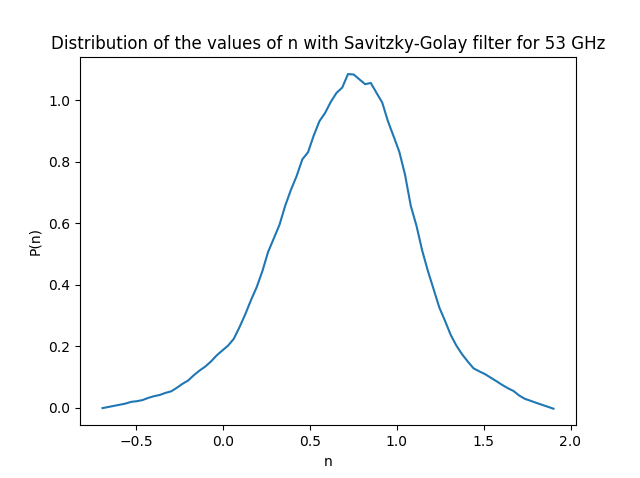 Distribution of the values of n with Savitzky-Golay filter for 53 GHz
1.0
0.8
0.6
0.4
0.2
0.0
P(n)
−0.5 0.0 0.5 1.0 1.5 2.0
n